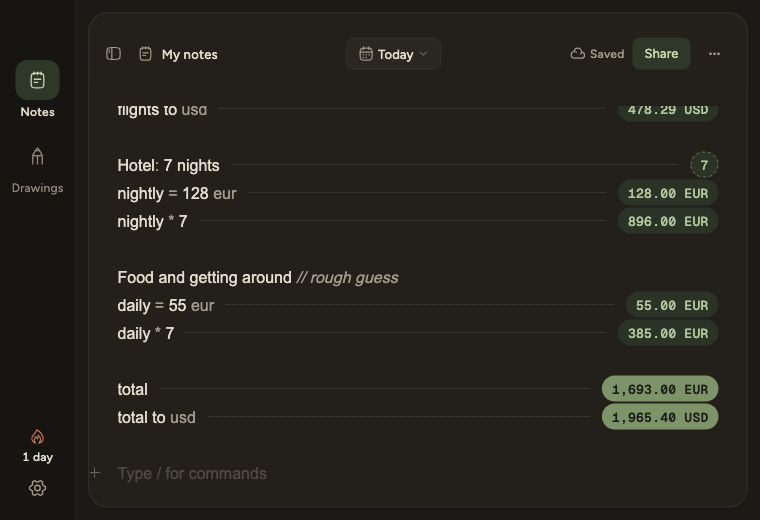 My notes
Today
Saved
Share
Notes
Drawings
flights to usd 478.29 USD
Hotel: 7 nights 7
nightly = 128 eur 128.00 EUR
nightly * 7 896.00 EUR
Food and getting around // rough guess
daily = 55 eur 55.00 EUR
daily * 7 385.00 EUR
total 1,693.00 EUR
total to usd 1,965.40 USD
1 day
Type / for commands